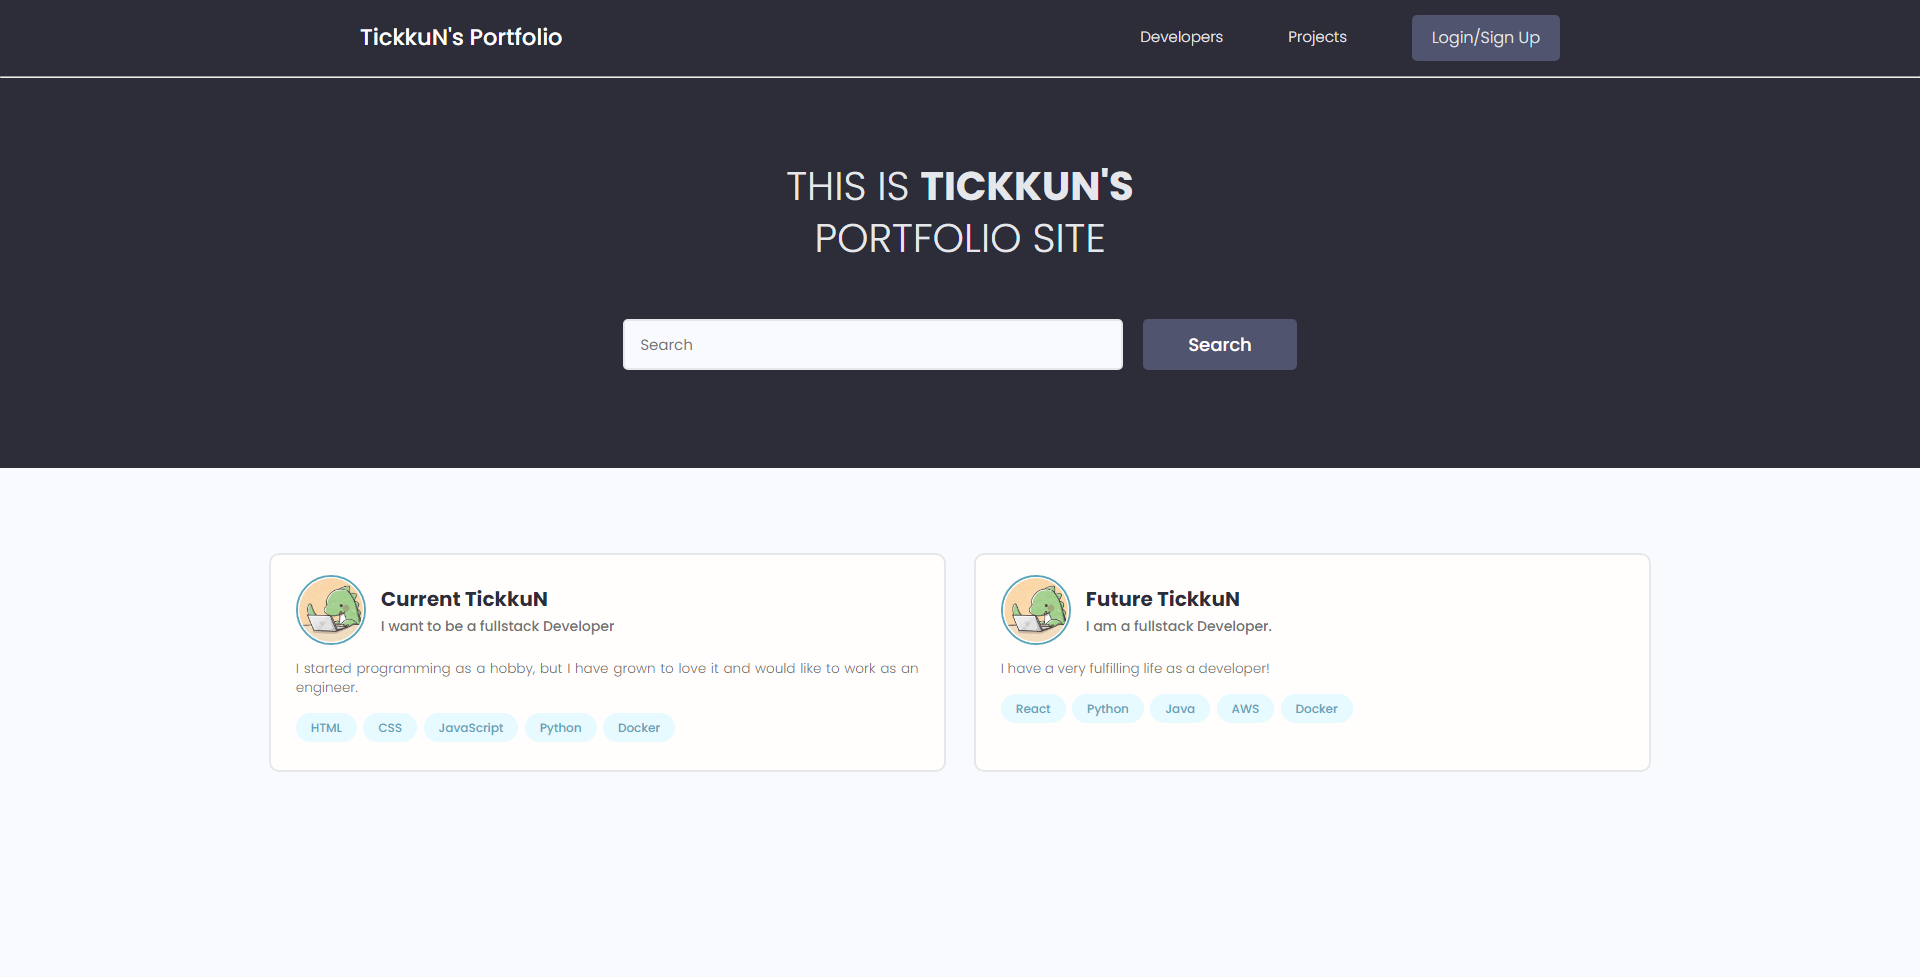 TickkuN's Portfolio
Developers
Projects
Login/Sign Up
THIS IS TICKKUN'S
PORTFOLIO SITE
Search
Search
Current TickkuN
I want to be a fullstack Developer
I started programming as a hobby, but I have grown to love it and would like to work as an
engineer.
HTML
CSS
JavaScript
Python
Docker
Future TickkuN
I am a fullstack Developer.
I have a very fulfilling life as a developer!
React
Python
Java
AWS
Docker